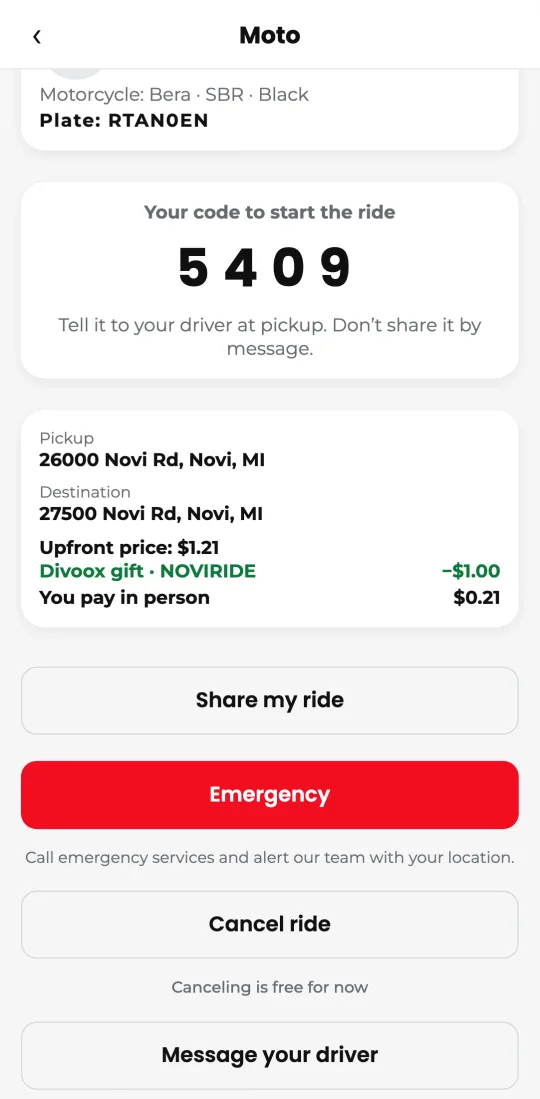 Moto
Motorcycle: Bera · SBR · Black
Plate: RTAN0EN
Your code to start the ride
5409
Tell it to your driver at pickup. Don’t share it by
message.
Pickup
26000 Novi Rd, Novi, MI
Destination
27500 Novi Rd, Novi, MI
Upfront price: $1.21
Divoox gift · NOVIRIDE −$1.00
You pay in person $0.21
Share my ride
Emergency
Call emergency services and alert our team with your location.
Cancel ride
Canceling is free for now
Message your driver